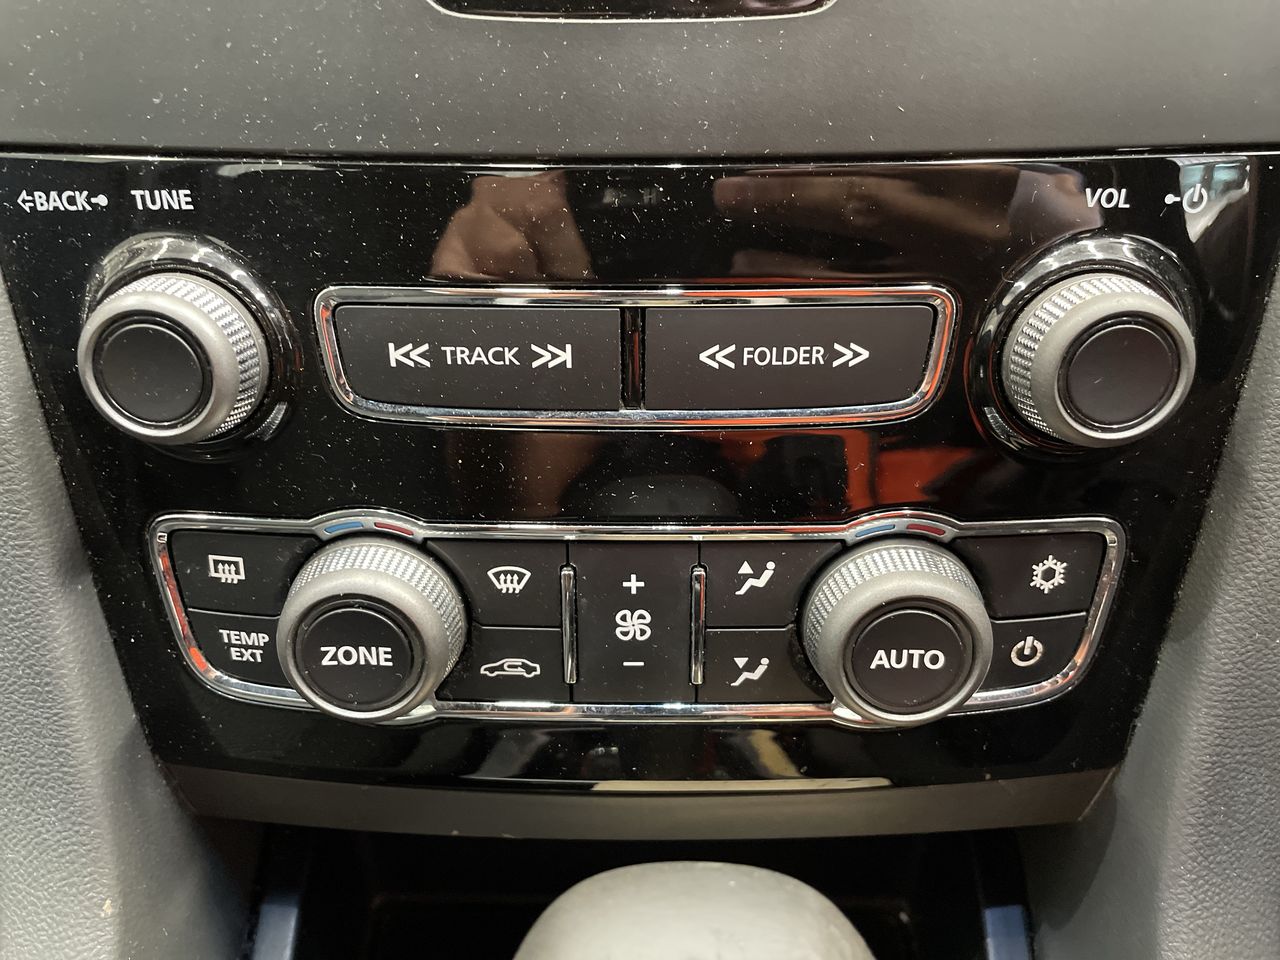 BACK TUNE VOL
TRACK FOLDER
TEMP
EXT
ZONE
+
-
AUTO